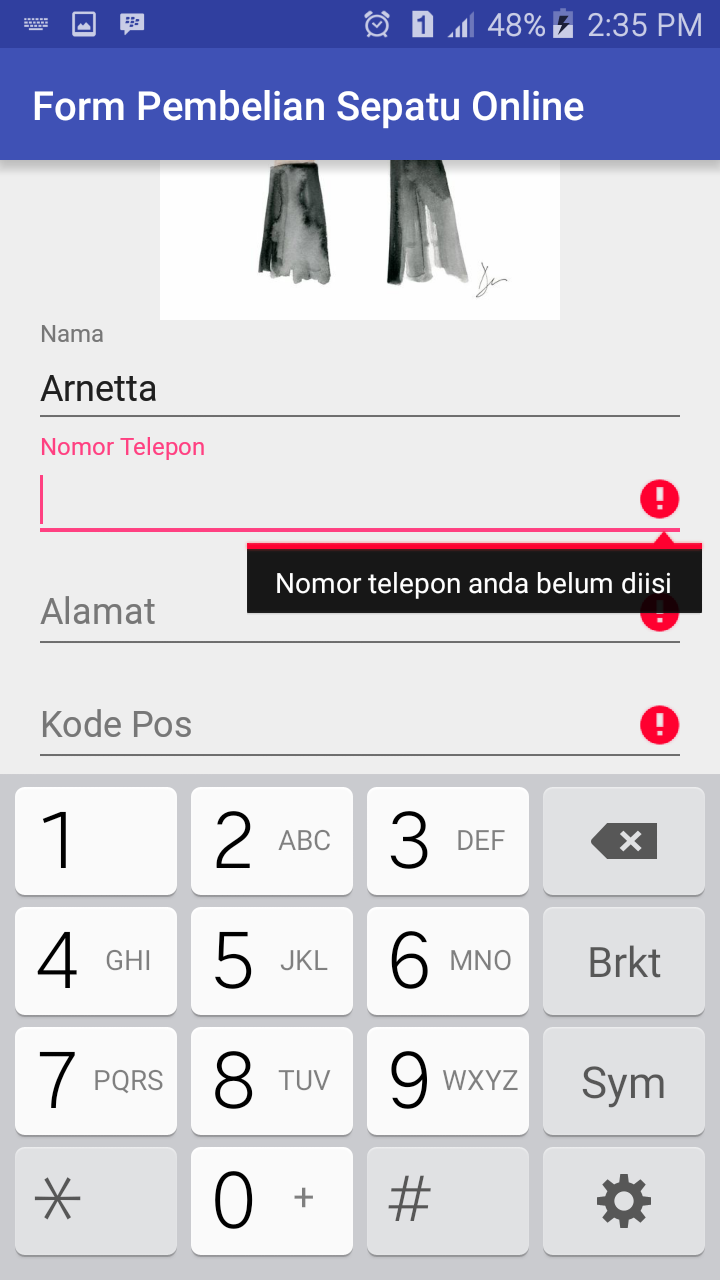 48% 2:35 PM
Form Pembelian Sepatu Online
Nama
Arnetta
Nomor Telepon
Nomor telepon anda belum diisi
Alamat
Kode Pos
1 2 ABC 3 DEF
4 GHI 5 JKL 6 MNO Brkt
7 PQRS 8 TUV 9 WXYZ Sym
* 0 + #